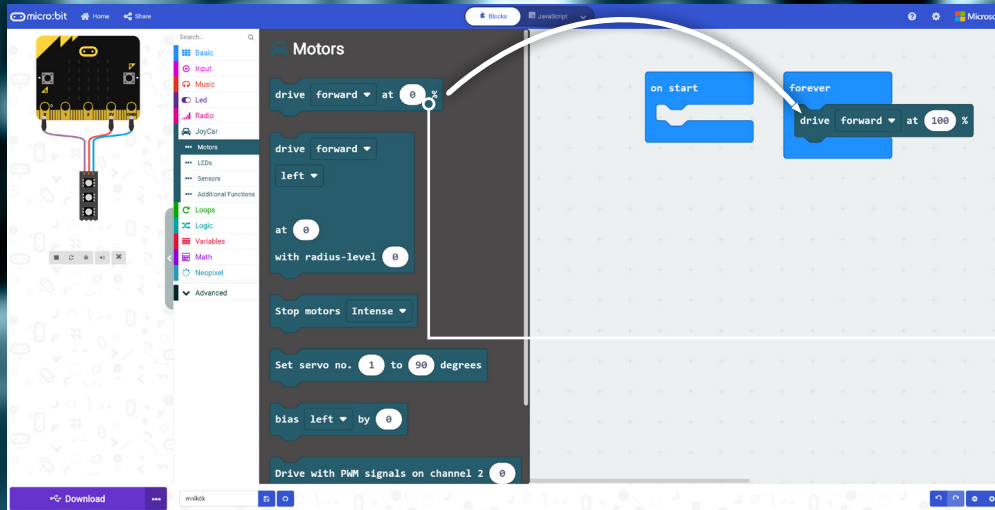 micro:bit Home Share Blocks JavaScript Microso
Search...
Basic
Input
Music
Led
Radio
JoyCar
Motors
LEDs
Sensors
Additional Functions
Loops
Logic
Variables
Math
Neopixel
Advanced
Motors
drive forward at 0 %
drive forward
left
at 0
with radius-level 0
Stop motors Intense
Set servo no. 1 to 90 degrees
bias left by 0
Drive with PWM signals on channel 2 0
on start
forever
drive forward at 100 %
Download